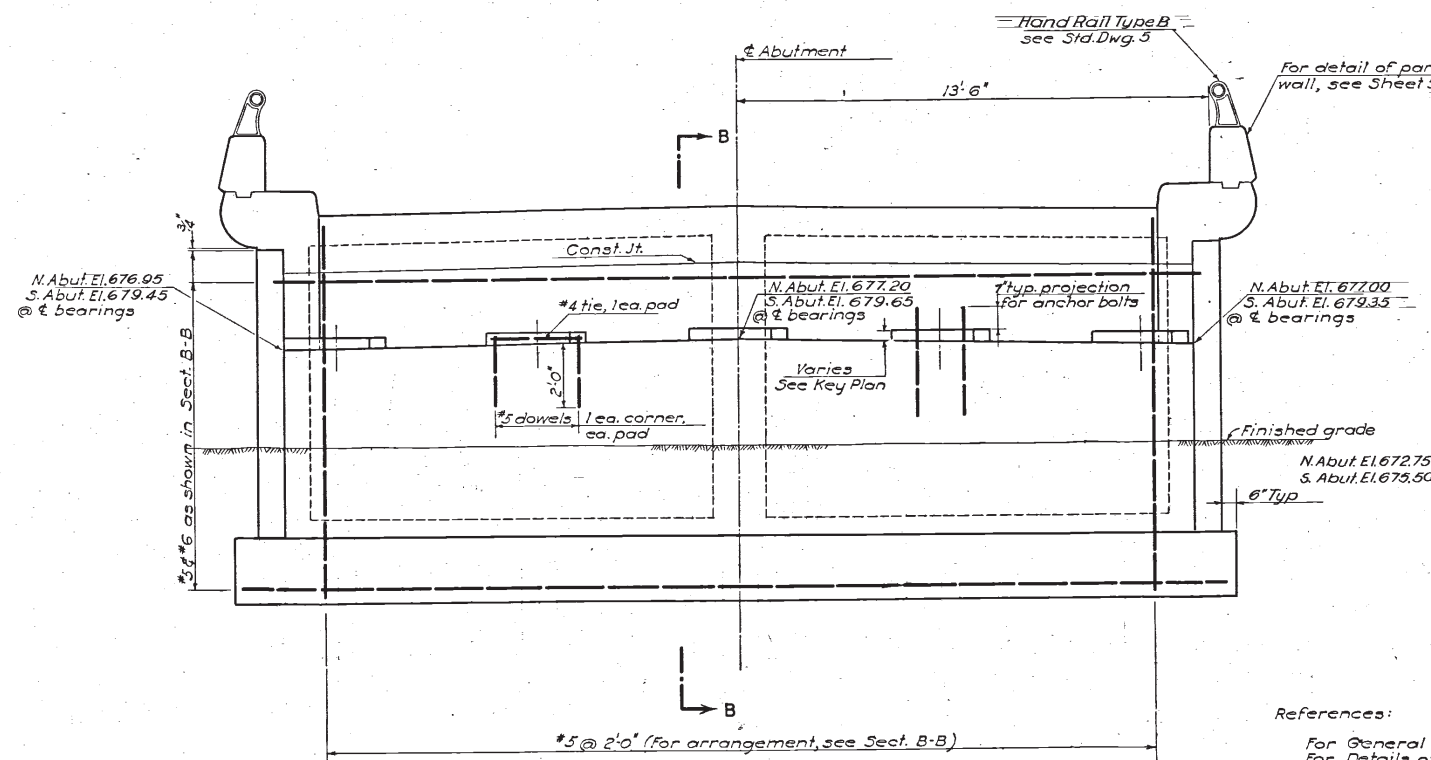 Hand Rail Type B
see Std. Dwg. 5
℄ Abutment
For detail of par
wall, see Sheet
13'-6"
B
3/4"
Const. Jt.
N. Abut. El. 676.95
S. Abut. El. 679.45
@ ℄ bearings
#4 tie, 1 ea. pad
N. Abut. El. 677.20
S. Abut. El. 679.65
@ ℄ bearings
7" typ. projection
for anchor bolts
N. Abut. El. 677.00
S. Abut. El. 679.35
@ ℄ bearings
2'-0"
Varies
See Key Plan
#5 dowels, 1 ea. corner,
ea. pad
#5 & #6 as shown in Sect. B-B
Finished grade
N. Abut. El. 672.75
S. Abut. El. 675.50
6" Typ
B
#5 @ 2'-0" (For arrangement, see Sect. B-B)
References:
For General
For Details of